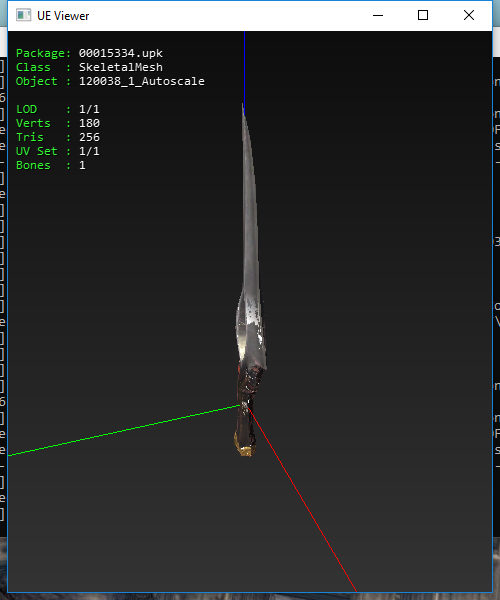 UE Viewer
Package: 00015334.upk
Class  : SkeletalMesh
Object : 120038_1_Autoscale
LOD    : 1/1
Verts  : 180
Tris   : 256
UV Set : 1/1
Bones  : 1